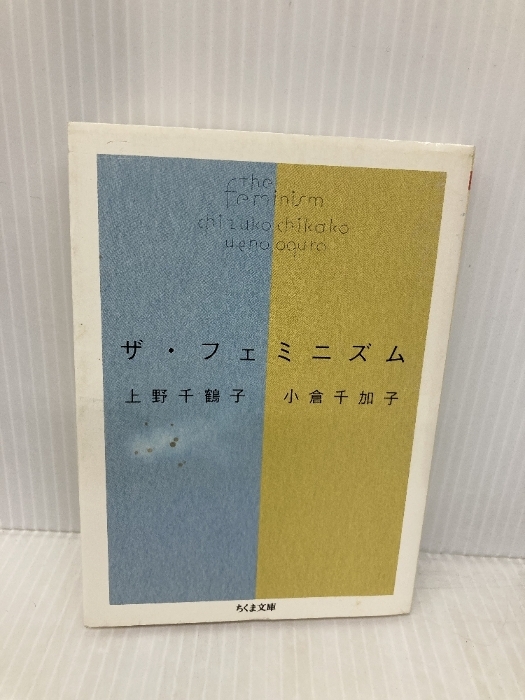 the
feminism
chizuko chikako
ueno ogura
ザ・フェミニズム
上野千鶴子 小倉千加子
ちくま文庫